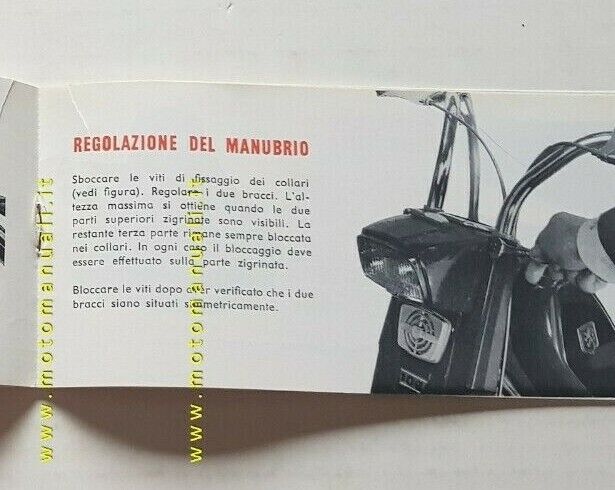 REGOLAZIONE DEL MANUBRIO
Sboccare le viti di fissaggio dei collari
(vedi figura). Regolare i due bracci. L'al-
tezza massima si ottiene quando le due
parti superiori zigrinate sono visibili. La
restante terza parte rimane sempre bloccata
nei collari. In ogni caso il bloccaggio deve
essere effettuato sulla parte zigrinata.
Bloccare le viti dopo aver verificato che i due
bracci siano situati simmetricamente.
www.motomanuali.it
www.motomanuali.it